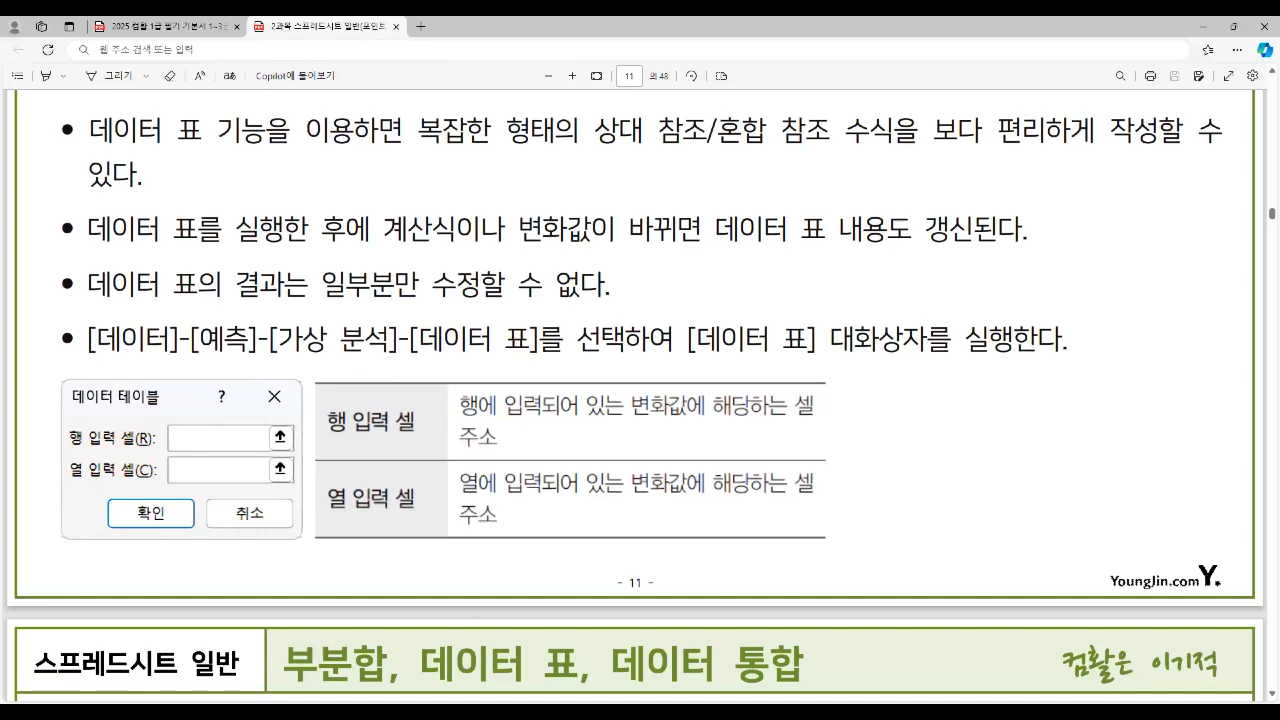 2025 컴활 1급 필기 기본서 1~3
2과목 스프레드시트 일반(포인트
웹 주소 검색 또는 입력
그리기
aあ
Copilot에 물어보기
11
의 48
• 데이터 표 기능을 이용하면 복잡한 형태의 상대 참조/혼합 참조 수식을 보다 편리하게 작성할 수
있다.
• 데이터 표를 실행한 후에 계산식이나 변화값이 바뀌면 데이터 표 내용도 갱신된다.
• 데이터 표의 결과는 일부분만 수정할 수 없다.
• [데이터]-[예측]-[가상 분석]-[데이터 표]를 선택하여 [데이터 표] 대화상자를 실행한다.
데이터 테이블 ?
행 입력 셀(R):
열 입력 셀(C):
확인 취소
행 입력 셀
행에 입력되어 있는 변화값에 해당하는 셀
주소
열 입력 셀
열에 입력되어 있는 변화값에 해당하는 셀
주소
- 11 -
YoungJin.com Y.
스프레드시트 일반
부분합, 데이터 표, 데이터 통합
컴활은 이기적